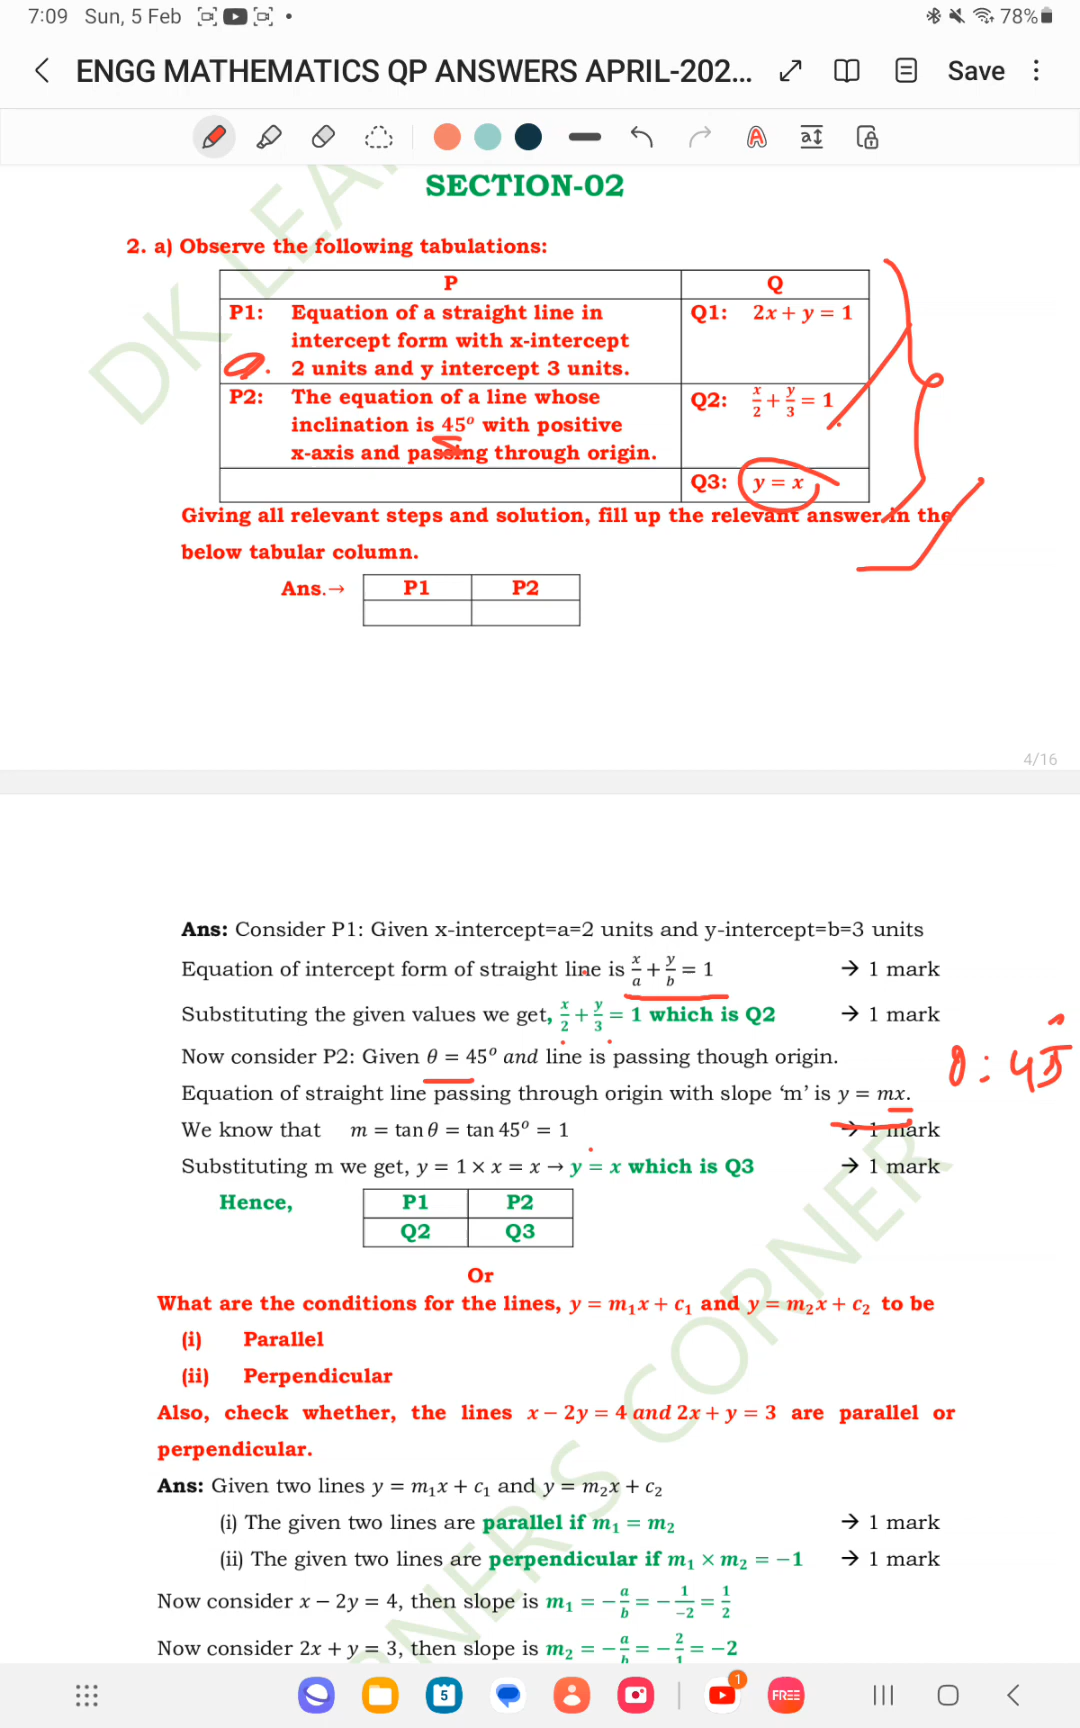 7:09 Sun, 5 Feb
78%
ENGG MATHEMATICS QP ANSWERS APRIL-202...
Save
SECTION-02
2. a) Observe the following tabulations:
P Q
P1: Equation of a straight line in intercept form with x-intercept 2 units and y intercept 3 units. Q1: 2x + y = 1
P2: The equation of a line whose inclination is 45° with positive x-axis and passing through origin. Q2: x/2 + y/3 = 1
Q3: y = x
Giving all relevant steps and solution, fill up the relevant answer in the
below tabular column.
Ans.→ P1 P2
4/16
Ans: Consider P1: Given x-intercept=a=2 units and y-intercept=b=3 units
Equation of intercept form of straight line is x/a + y/b = 1 → 1 mark
Substituting the given values we get, x/2 + y/3 = 1 which is Q2 → 1 mark
Now consider P2: Given θ = 45° and line is passing though origin.
θ: 45
Equation of straight line passing through origin with slope ‘m’ is y = mx.
We know that m = tan θ = tan 45° = 1 → 1 mark
Substituting m we get, y = 1 × x = x → y = x which is Q3 → 1 mark
Hence, P1 P2
Q2 Q3
Or
What are the conditions for the lines, y = m₁x + c₁ and y = m₂x + c₂ to be
(i) Parallel
(ii) Perpendicular
Also, check whether, the lines x − 2y = 4 and 2x + y = 3 are parallel or
perpendicular.
Ans: Given two lines y = m₁x + c₁ and y = m₂x + c₂
(i) The given two lines are parallel if m₁ = m₂ → 1 mark
(ii) The given two lines are perpendicular if m₁ × m₂ = −1 → 1 mark
Now consider x − 2y = 4, then slope is m₁ = −a/b = −1/−2 = 1/2
Now consider 2x + y = 3, then slope is m₂ = −a/b = −2/1 = −2
5
1
FREE
DK LEA
RNER'S CORNER